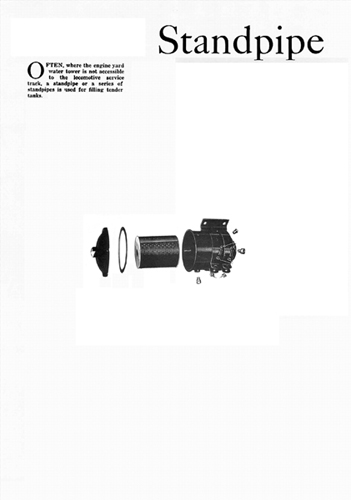 Standpipe
OFTEN, where the engine yard
water tower is not accessible
to the locomotive service
track, a standpipe or a series of
standpipes is used for filling tender
tanks.